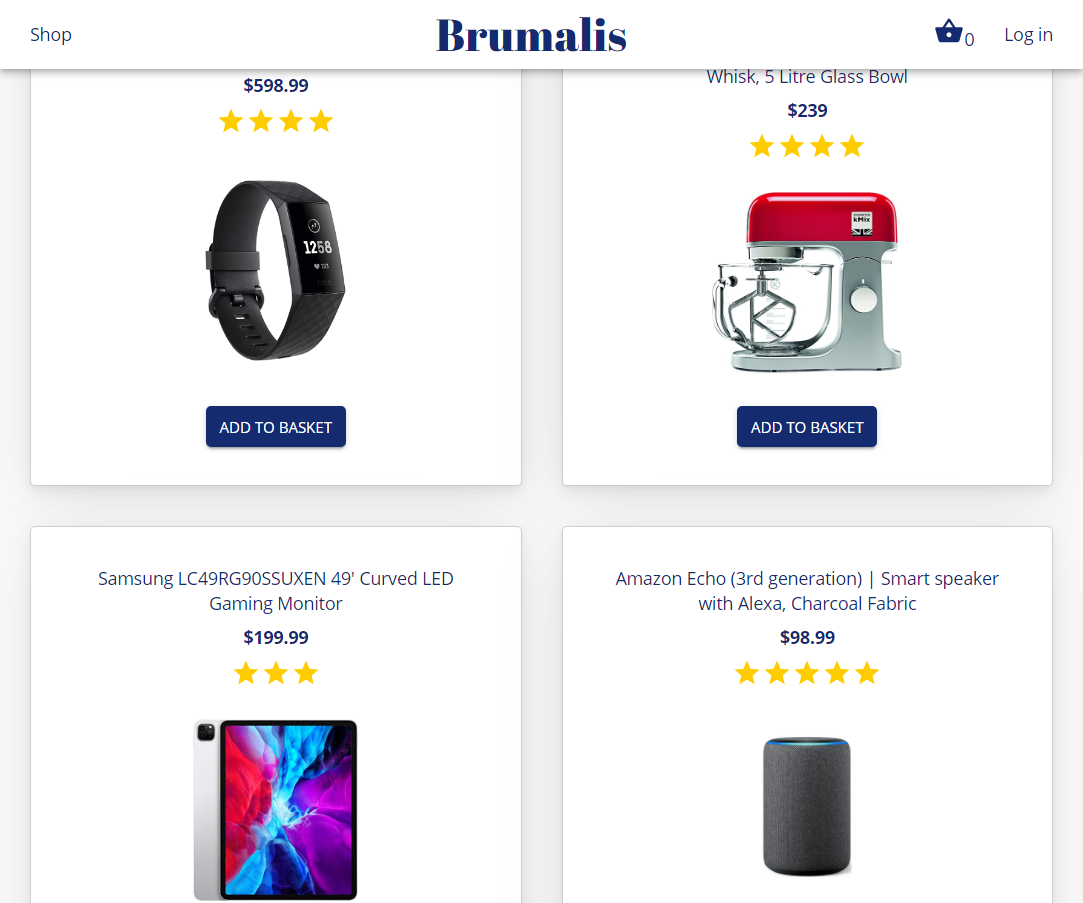 Shop
Brumalis
0
Log in
$598.99
Whisk, 5 Litre Glass Bowl
$239
1258
123
KENWOOD
kMix
ADD TO BASKET
ADD TO BASKET
Samsung LC49RG90SSUXEN 49' Curved LED
Gaming Monitor
$199.99
Amazon Echo (3rd generation) | Smart speaker
with Alexa, Charcoal Fabric
$98.99